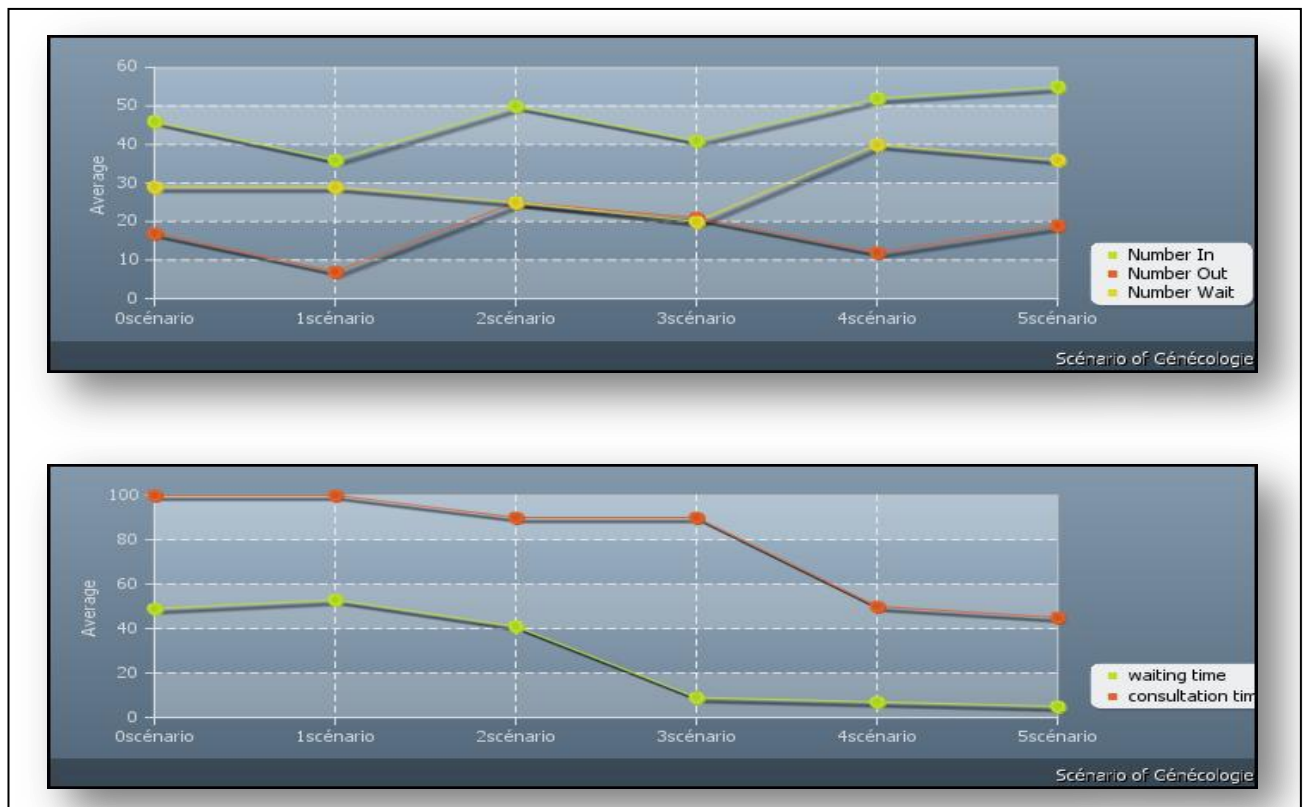 60
50
40
30
20
10
0
Average
0scénario 1scénario 2scénario 3scénario 4scénario 5scénario
Number In
Number Out
Number Wait
Scénario of Génécologie
100
80
60
40
20
0
Average
0scénario 1scénario 2scénario 3scénario 4scénario 5scénario
waiting time
consultation tim
Scénario of Génécologie